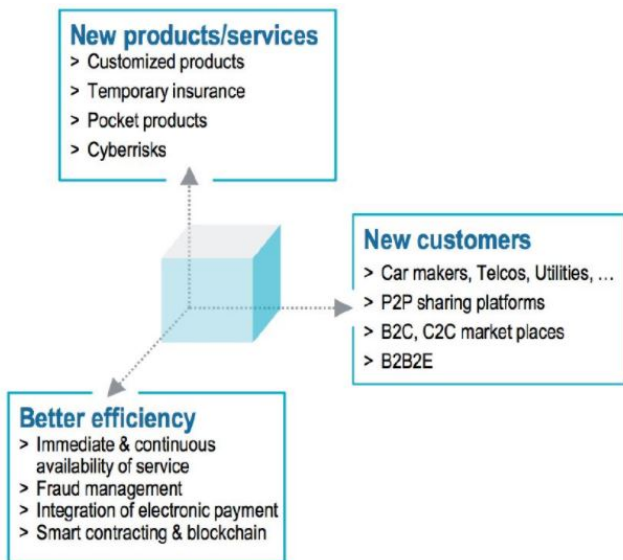 New products/services
> Customized products
> Temporary insurance
> Pocket products
> Cyberrisks
New customers
> Car makers, Telcos, Utilities, ...
> P2P sharing platforms
> B2C, C2C market places
> B2B2E
Better efficiency
> Immediate & continuous
availability of service
> Fraud management
> Integration of electronic payment
> Smart contracting & blockchain